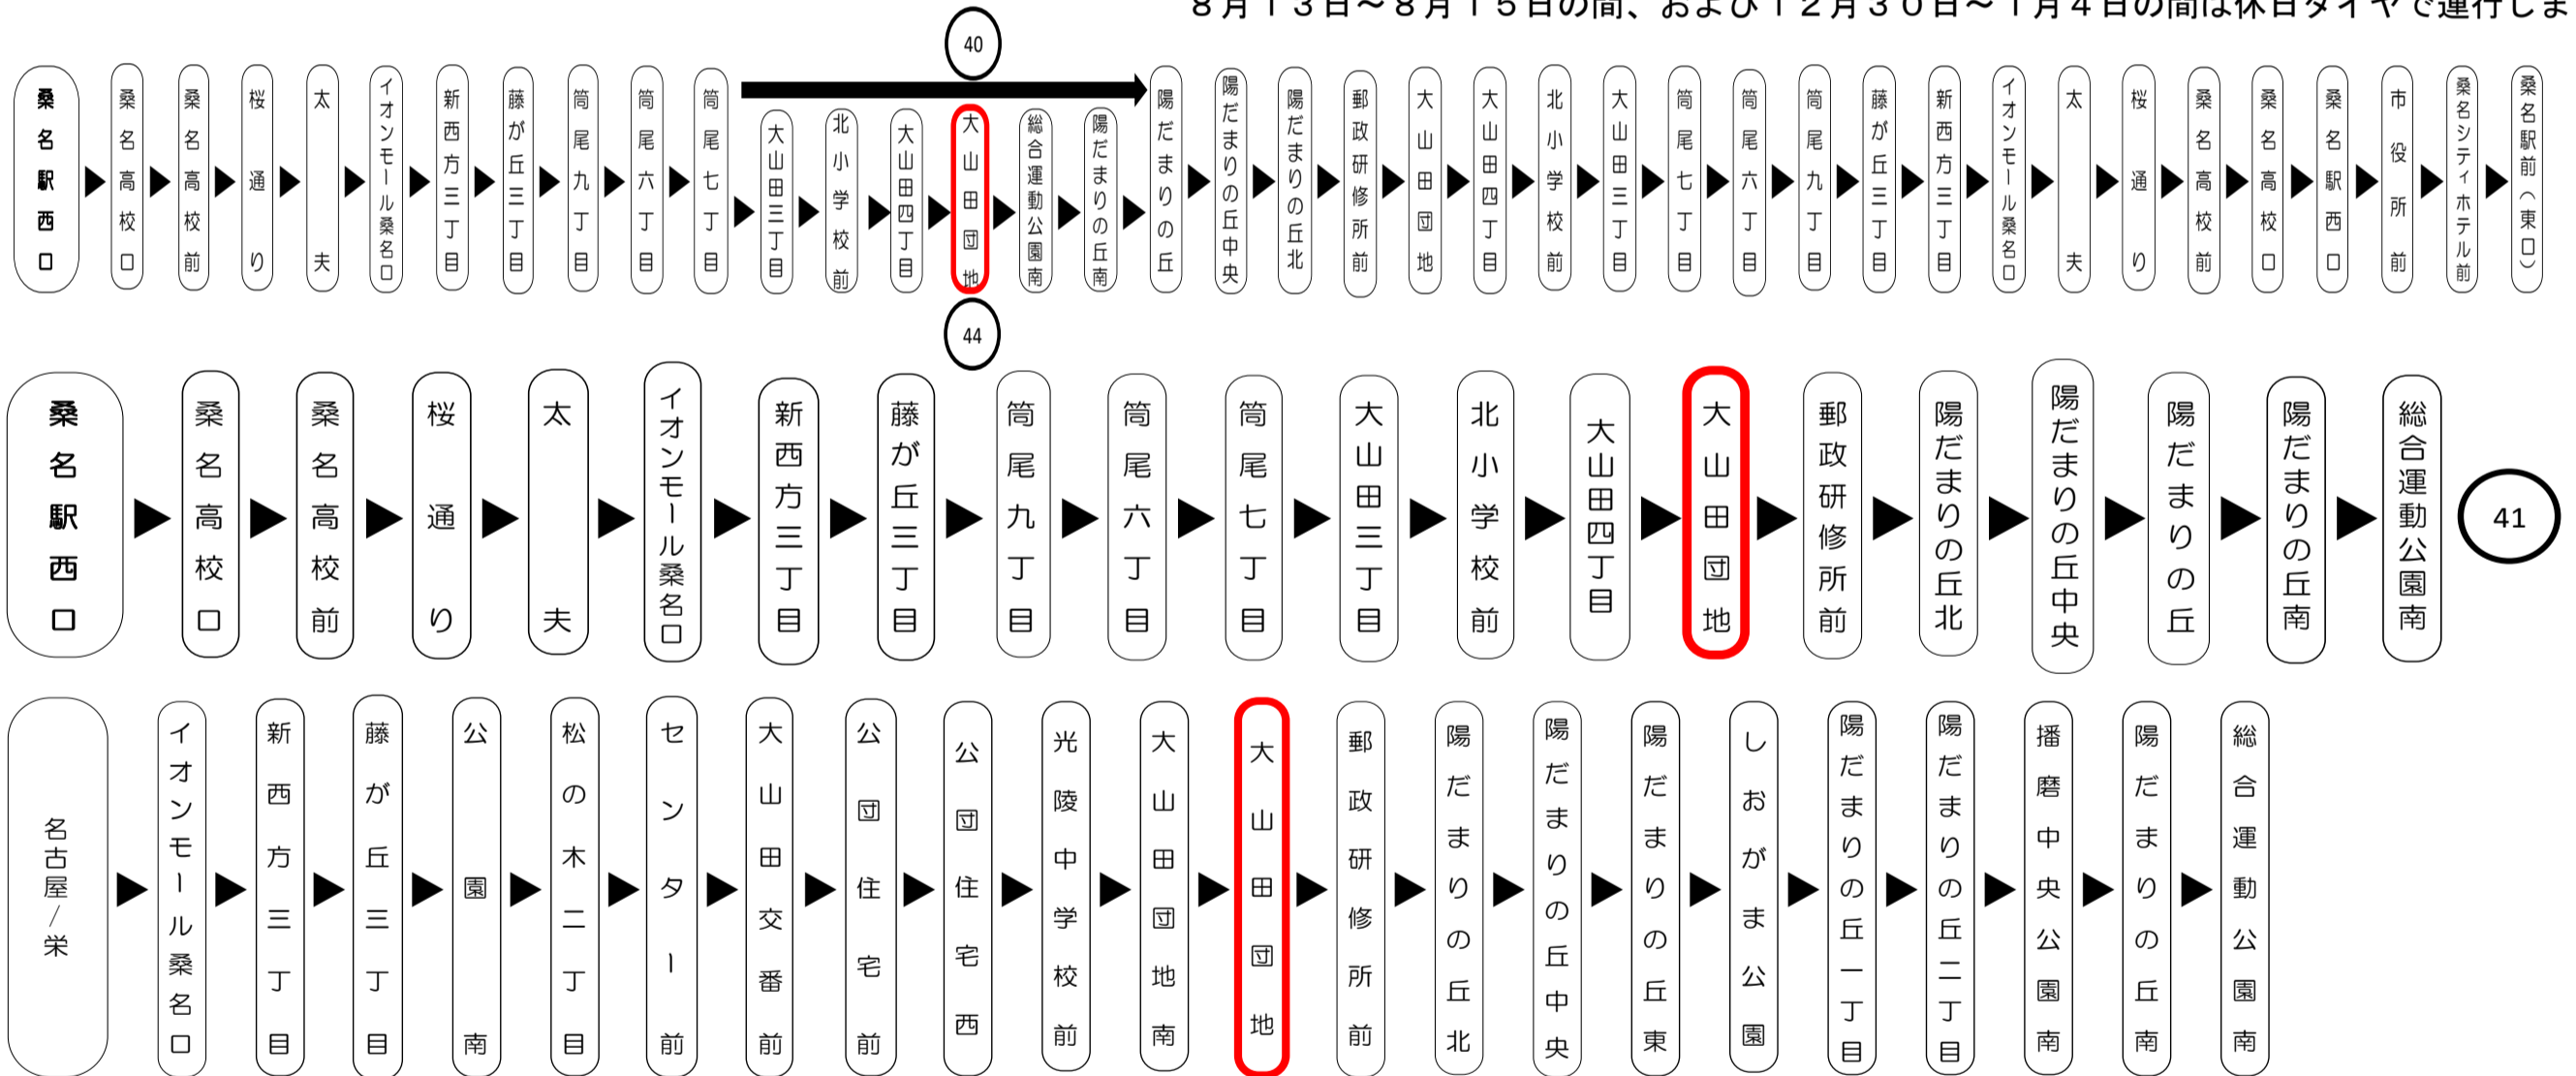 8月13日～8月15日の間、および12月30日～1月4日の間は休日ダイヤで運行しま
40
桑名駅西口
桑名高校口
桑名高校前
桜通り
太夫
イオンモール桑名口
新西方三丁目
藤が丘三丁目
筒尾九丁目
筒尾六丁目
筒尾七丁目
大山田三丁目
北小学校前
大山田四丁目
大山田団地
総合運動公園南
陽だまりの丘南
陽だまりの丘
陽だまりの丘中央
陽だまりの丘北
郵政研修所前
大山田団地
大山田四丁目
北小学校前
大山田三丁目
筒尾七丁目
筒尾六丁目
筒尾九丁目
藤が丘三丁目
新西方三丁目
イオンモール桑名口
太夫
桜通り
桑名高校前
桑名高校口
桑名駅西口
市役所前
桑名シティホテル前
桑名駅前（東口）
44
桑名駅西口
桑名高校口
桑名高校前
桜通り
太夫
イオンモール桑名口
新西方三丁目
藤が丘三丁目
筒尾九丁目
筒尾六丁目
筒尾七丁目
大山田三丁目
北小学校前
大山田四丁目
大山田団地
郵政研修所前
陽だまりの丘北
陽だまりの丘中央
陽だまりの丘
陽だまりの丘南
総合運動公園南
41
名古屋/栄
イオンモール桑名口
新西方三丁目
藤が丘三丁目
公園南
松の木二丁目
センター前
大山田交番前
公団住宅前
公団住宅西
光陵中学校前
大山田団地南
大山田団地
郵政研修所前
陽だまりの丘北
陽だまりの丘中央
陽だまりの丘東
しおがま公園
陽だまりの丘一丁目
陽だまりの丘二丁目
播磨中央公園南
陽だまりの丘南
総合運動公園南